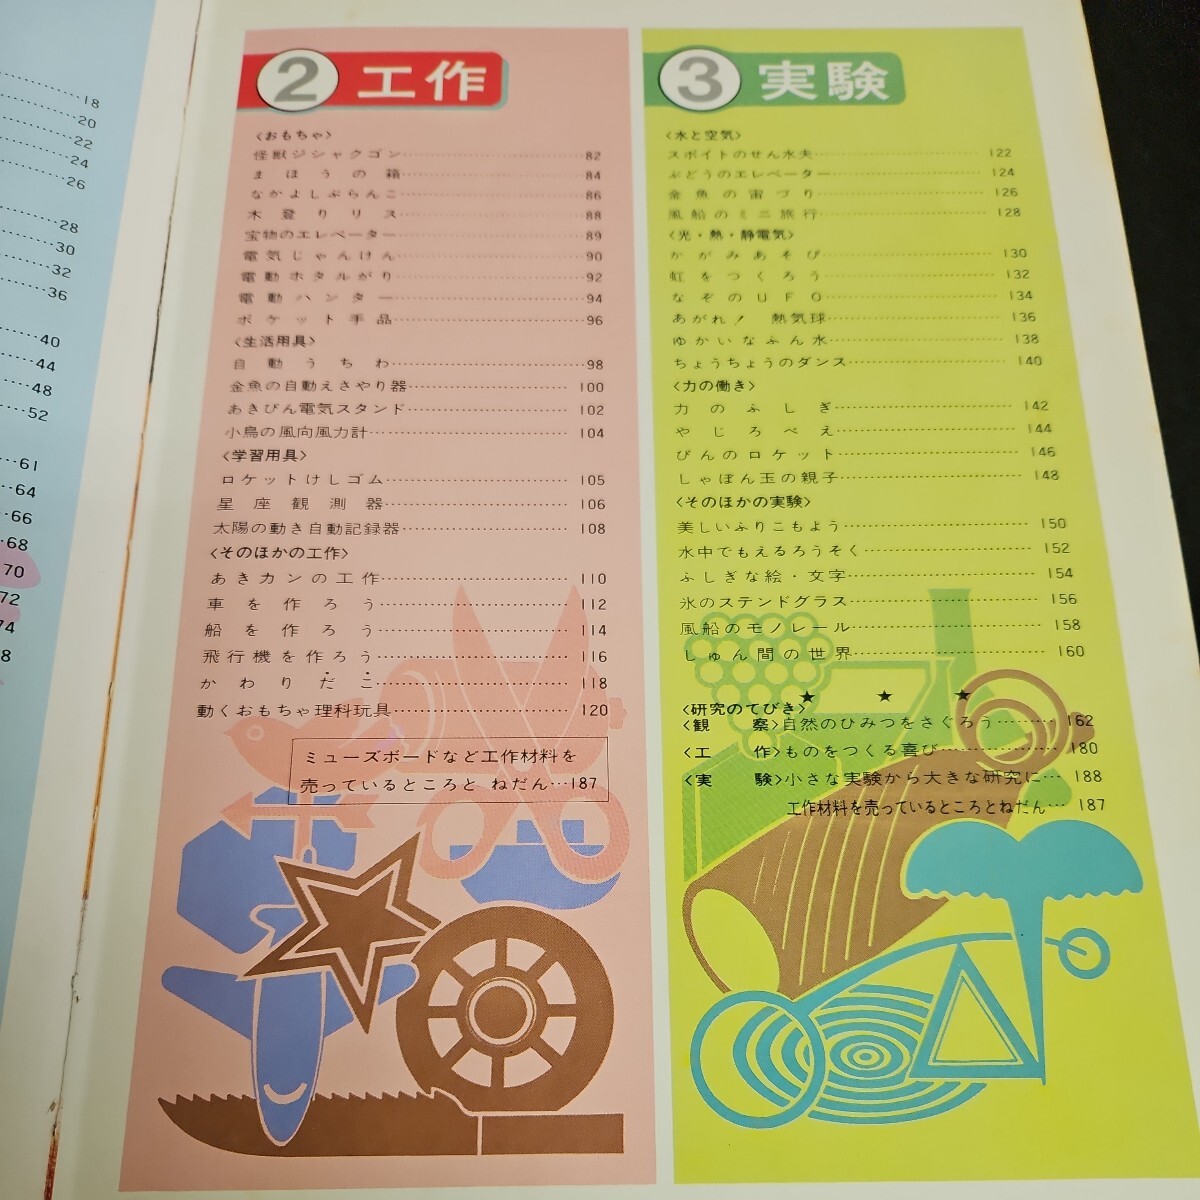 18
20
22
24
26
28
30
32
36
40
44
48
52
61
64
66
68
70
72
74
8
2 工作
〈おもちゃ〉
怪獣ジシャクゴン 82
まほうの箱 84
なかよしぶらんこ 86
木登りリス 88
宝物のエレベーター 89
電気じゃんけん 90
電動ホタルがり 92
電動ハンター 94
ポケット手品 96
〈生活用具〉
自動うちわ 98
金魚の自動えさやり器 100
あきびん電気スタンド 102
小鳥の風向風力計 104
〈学習用具〉
ロケットけしゴム 105
星座観測器 106
太陽の動き自動記録器 108
〈そのほかの工作〉
あきカンの工作 110
車を作ろう 112
船を作ろう 114
飛行機を作ろう 116
かわりだこ 118
動くおもちゃ理科玩具 120
ミューズボードなど工作材料を
売っているところと ねだん…187
3 実験
〈水と空気〉
スポイトのせん水夫 122
ぶどうのエレベーター 124
金魚の宙づり 126
風船のミニ旅行 128
〈光・熱・静電気〉
かがみあそび 130
虹をつくろう 132
なぞのUFO 134
あがれ! 熱気球 136
ゆかいなふん水 138
ちょうちょうのダンス 140
〈力の働き〉
力のふしぎ 142
やじろべえ 144
びんのロケット 146
しゃぼん玉の親子 148
〈そのほかの実験〉
美しいふりこもよう 150
水中でもえるろうそく 152
ふしぎな絵・文字 154
氷のステンドグラス 156
風船のモノレール 158
しゅん間の世界 160
★ ★ ★
〈研究のてびき〉
〈観察〉自然のひみつをさぐろう 162
〈工作〉ものをつくる喜び 180
〈実験〉小さな実験から大きな研究に… 188
工作材料を売っているところとねだん… 187